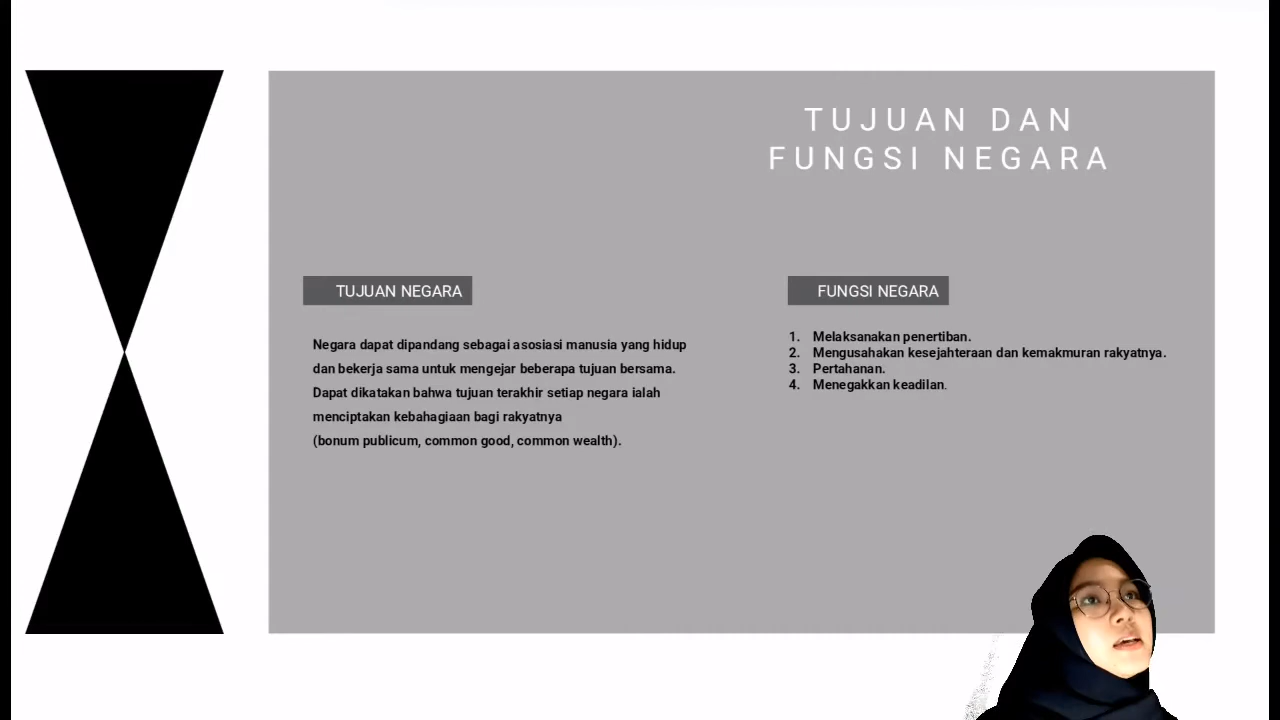 TUJUAN DAN
FUNGSI NEGARA
TUJUAN NEGARA
Negara dapat dipandang sebagai asosiasi manusia yang hidup
dan bekerja sama untuk mengejar beberapa tujuan bersama.
Dapat dikatakan bahwa tujuan terakhir setiap negara ialah
menciptakan kebahagiaan bagi rakyatnya
(bonum publicum, common good, common wealth).
FUNGSI NEGARA
1. Melaksanakan penertiban.
2. Mengusahakan kesejahteraan dan kemakmuran rakyatnya.
3. Pertahanan.
4. Menegakkan keadilan.